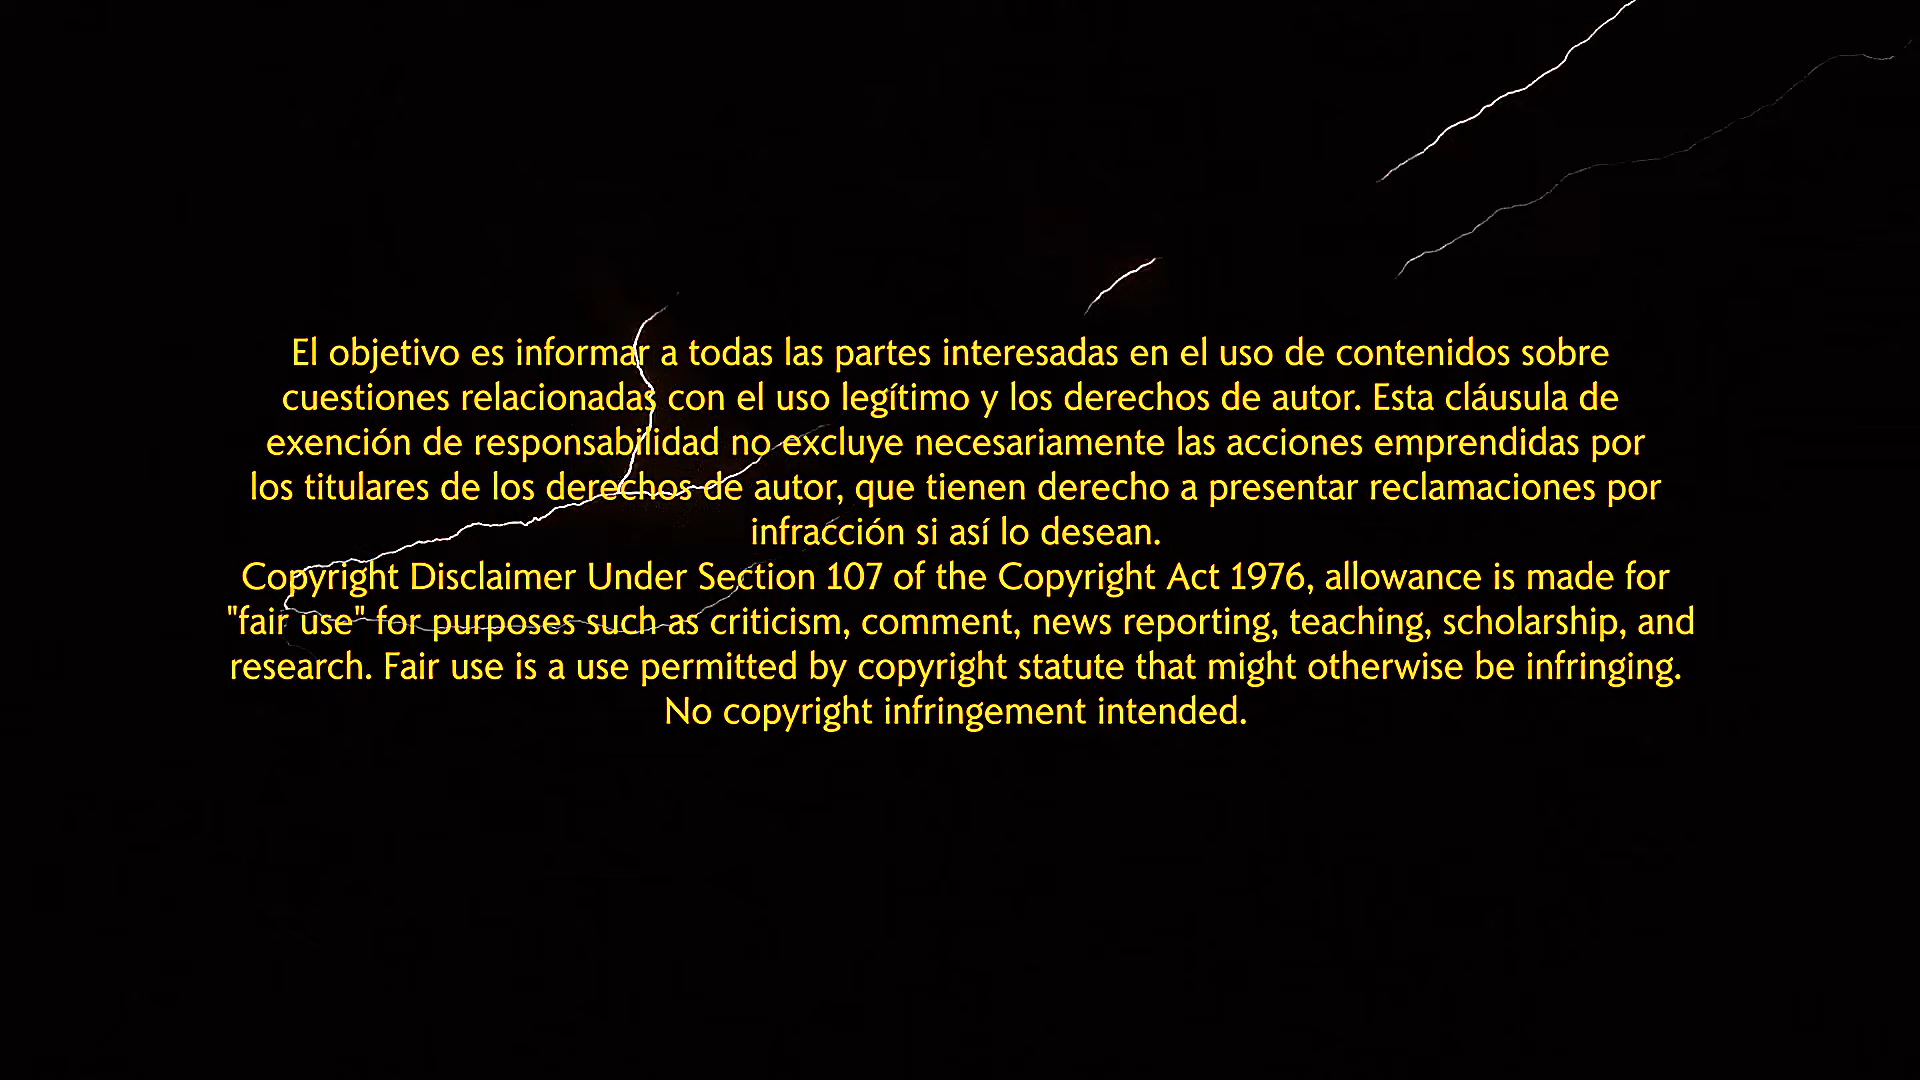 El objetivo es informar a todas las partes interesadas en el uso de contenidos sobre
cuestiones relacionadas con el uso legítimo y los derechos de autor. Esta cláusula de
exención de responsabilidad no excluye necesariamente las acciones emprendidas por
los titulares de los derechos de autor, que tienen derecho a presentar reclamaciones por
infracción si así lo desean.
Copyright Disclaimer Under Section 107 of the Copyright Act 1976, allowance is made for
"fair use" for purposes such as criticism, comment, news reporting, teaching, scholarship, and
research. Fair use is a use permitted by copyright statute that might otherwise be infringing.
No copyright infringement intended.